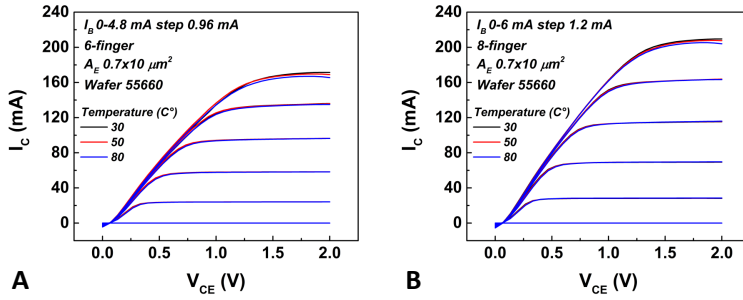 I_B 0-4.8 mA step 0.96 mA
6-finger
A_E 0.7x10 μm²
Wafer 55660
Temperature (C°)
30
50
80
240
200
160
120
80
40
0
I_C (mA)
0.0
0.5
1.0
1.5
2.0
V_CE (V)
A
I_B 0-6 mA step 1.2 mA
8-finger
A_E 0.7x10 μm²
Wafer 55660
Temperature (C°)
30
50
80
240
200
160
120
80
40
0
I_C (mA)
0.0
0.5
1.0
1.5
2.0
V_CE (V)
B